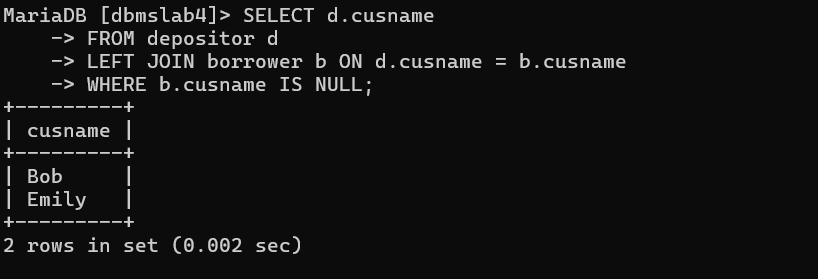 MariaDB [dbmslab4]> SELECT d.cusname
    -> FROM depositor d
    -> LEFT JOIN borrower b ON d.cusname = b.cusname
    -> WHERE b.cusname IS NULL;
+---------+
| cusname |
+---------+
| Bob     |
| Emily   |
+---------+
2 rows in set (0.002 sec)